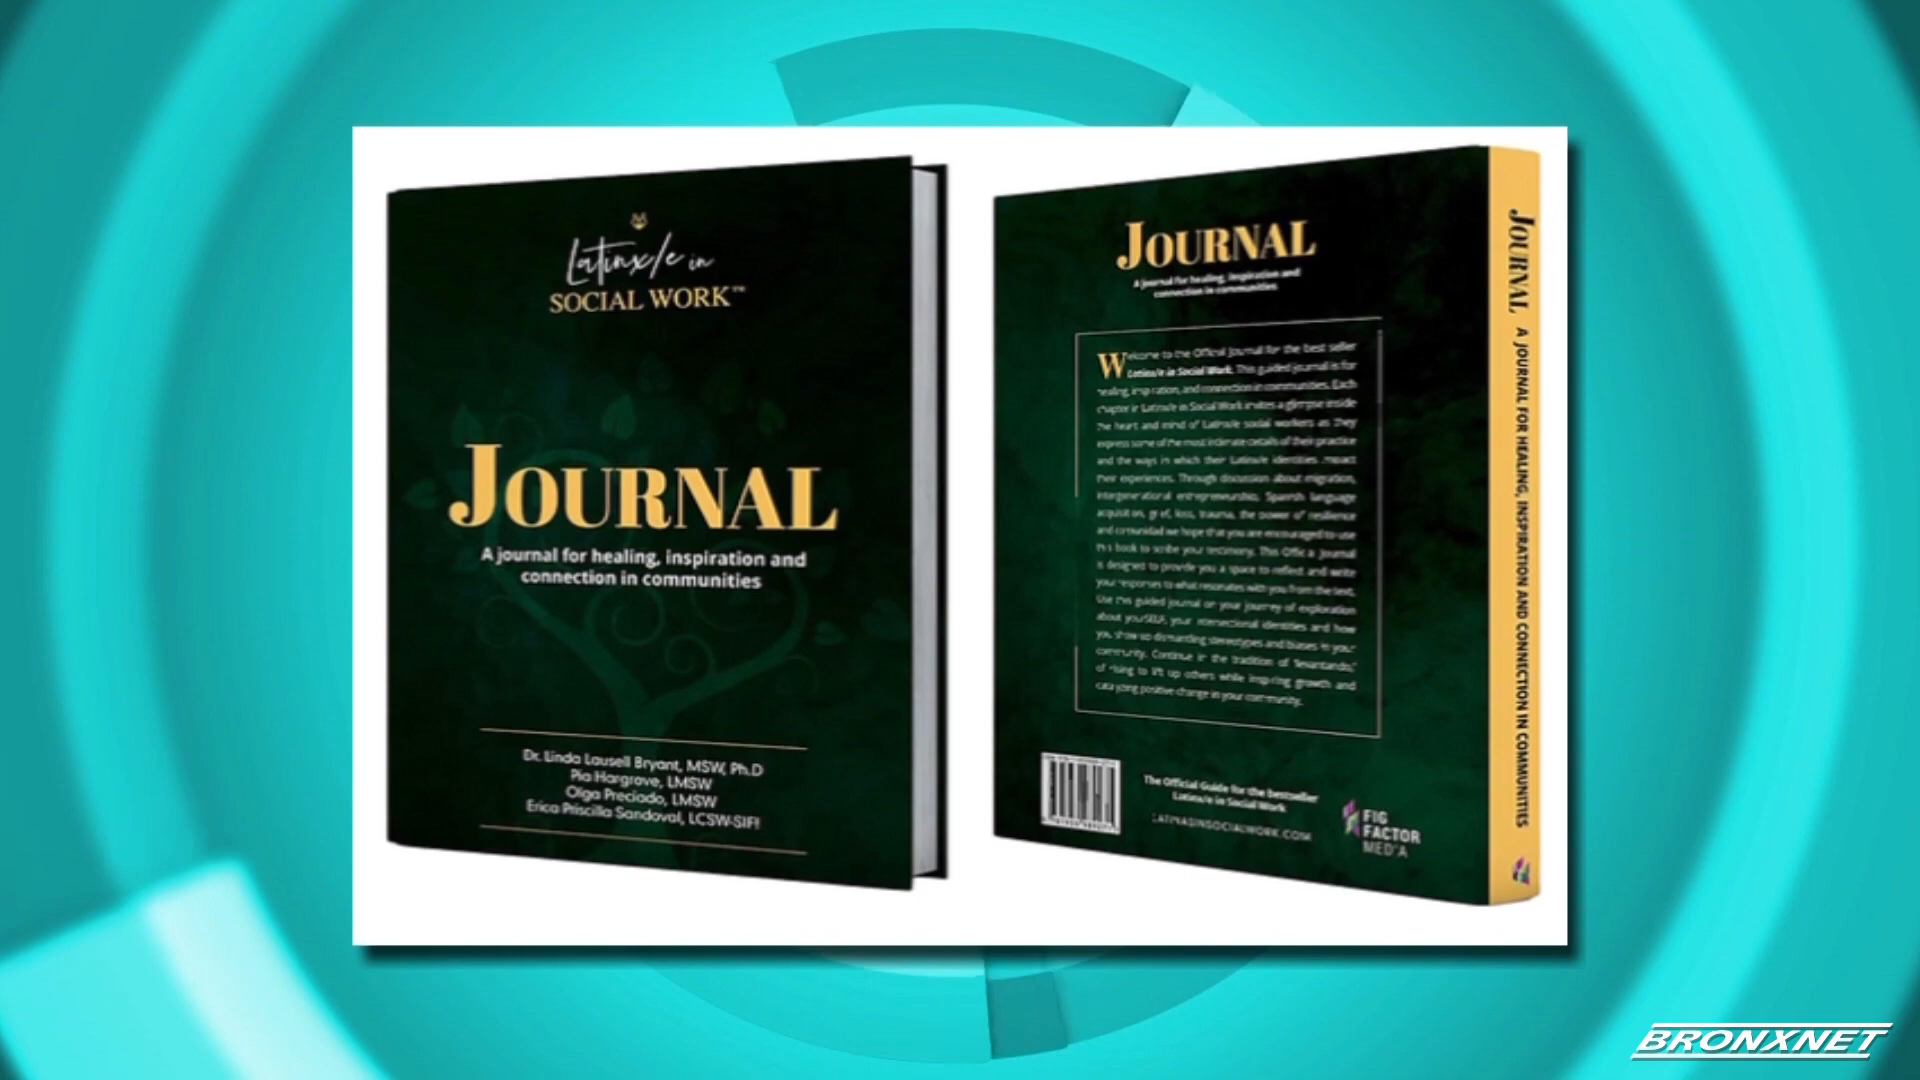 Latinx/e in
SOCIAL WORK™
JOURNAL
A journal for healing, inspiration and
connection in communities
Dr. Linda Lausell Bryant, MSW, Ph.D
Pia Hargrove, LMSW
Olga Preciado, LMSW
Erica Priscilla Sandoval, LCSW-SIFI
JOURNAL
A journal for healing, inspiration and
connection in communities
Welcome to the Official Journal for the best seller
Latinx/e in Social Work. This guided journal is for
healing, inspiration, and connection in communities. Each
chapter in Latinx/e in Social Work invites a glimpse inside
the heart and mind of Latinx/e social workers as they
express some of the most intimate details of their practice
and the ways in which their Latinx/e identities impact
their experiences. Through discussion about migration,
intergenerational entrepreneurship, Spanish language
acquisition, grief, loss, trauma, the power of resilience
and comunidad we hope that you are encouraged to use
this book to scribe your testimony. This Official Journal
is designed to provide you a space to reflect and write
your responses to what resonates with you from the text.
Use this guided journal on your journey of exploration
about yourSELF, your intersectional identities and how
you show up dismantling stereotypes and biases in your
community. Continue in the tradition of "levantando,"
of rising to lift up others while inspiring growth and
catalyzing positive change in your community.
The Official Guide for the bestseller
Latinx/e in Social Work
LATINASINSOCIALWORK.COM
FIG
FACTOR
MEDIA
JOURNAL A JOURNAL FOR HEALING, INSPIRATION AND CONNECTION IN COMMUNITIES
BRONXNET